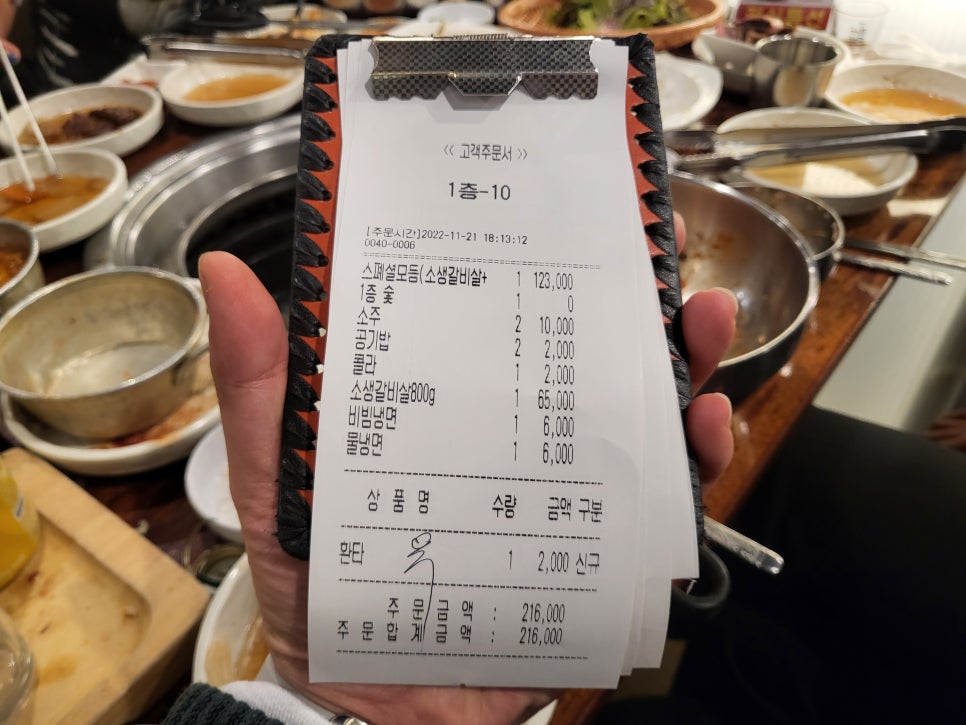 << 고객주문서 >>
1층-10
[주문시간]2022-11-21 18:13:12
0040-0006
스페셜모듬(소생갈비살+ 1 123,000
1층 숯 1 0
소주 2 10,000
공기밥 2 2,000
콜라 1 2,000
소생갈비살800g 1 65,000
비빔냉면 1 6,000
물냉면 1 6,000
상 품 명 수량 금액 구분
환타 1 2,000 신규
주 문 금 액 : 216,000
주 문 합 계 금 액 : 216,000